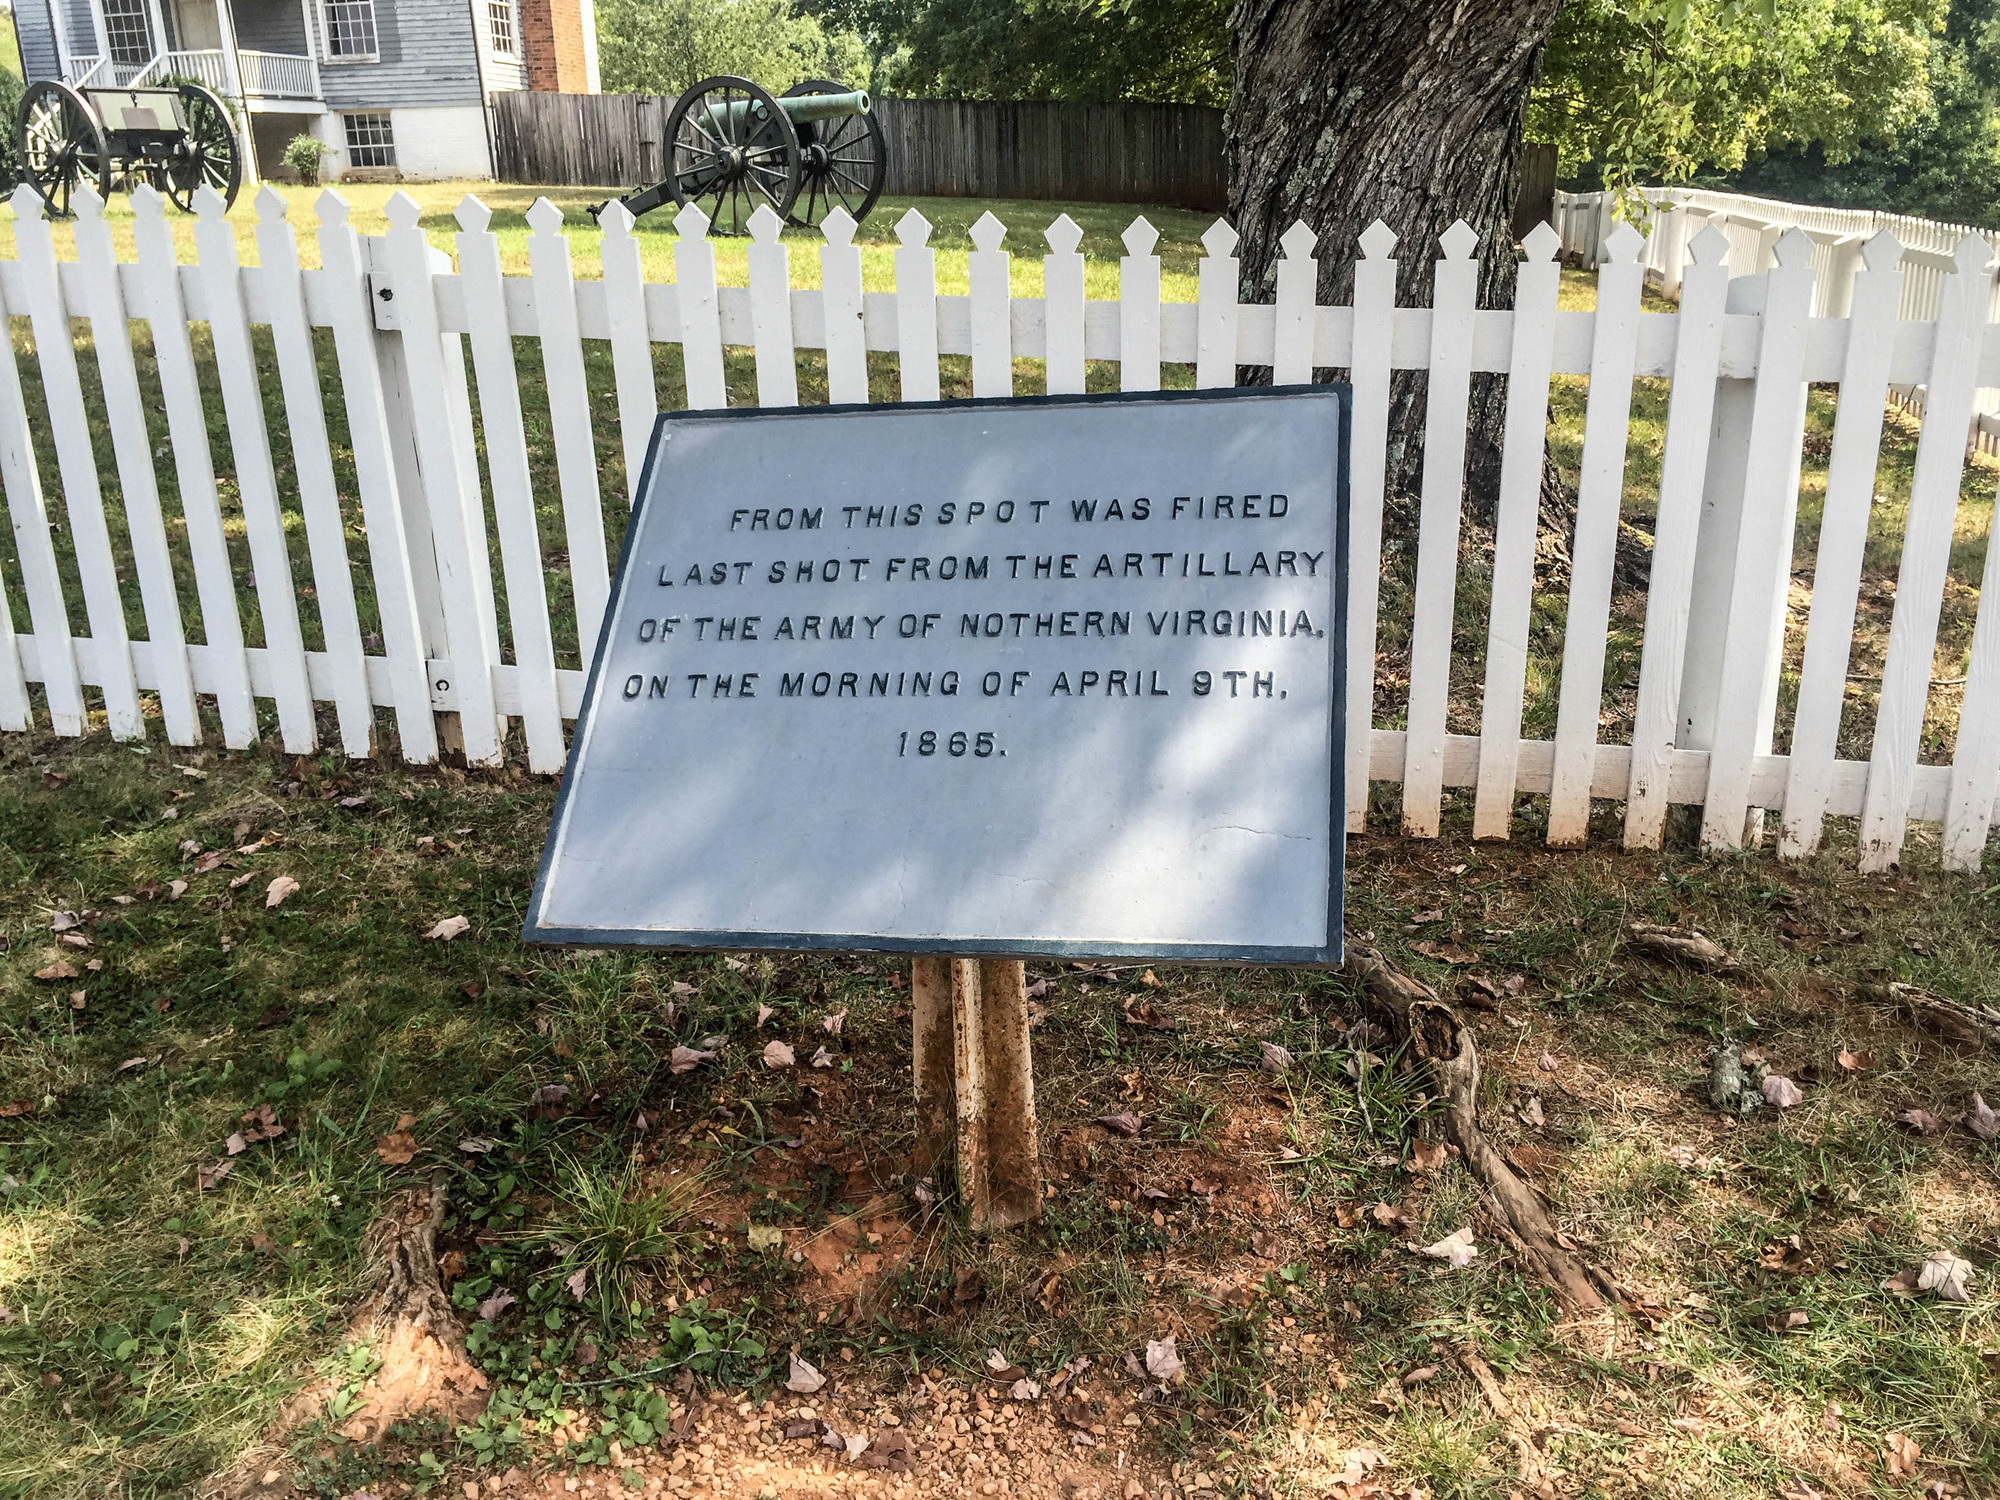 FROM THIS SPOT WAS FIRED
LAST SHOT FROM THE ARTILLARY
OF THE ARMY OF NOTHERN VIRGINIA,
ON THE MORNING OF APRIL 9TH,
1865.